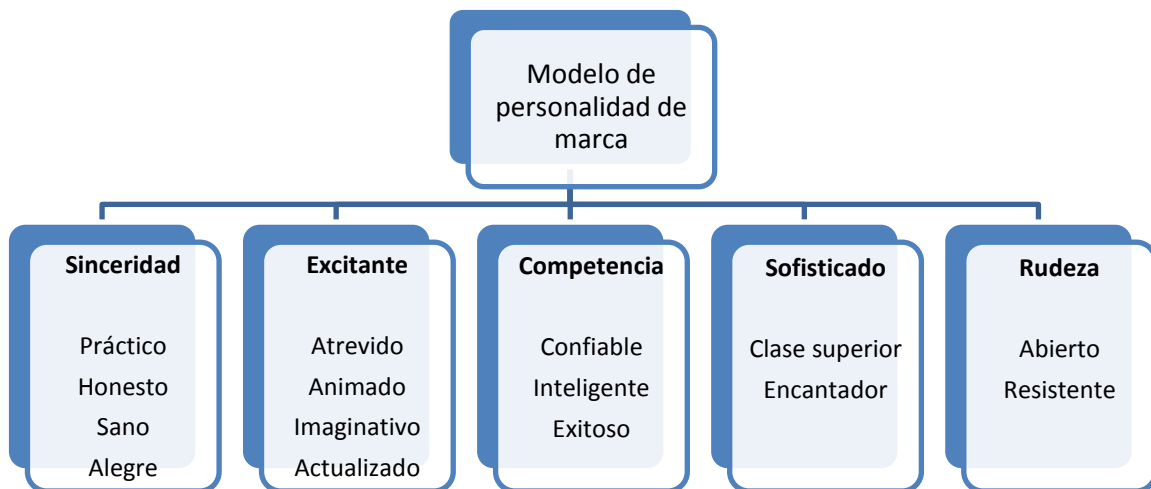 Modelo de
personalidad de
marca
Sinceridad
Práctico
Honesto
Sano
Alegre
Excitante
Atrevido
Animado
Imaginativo
Actualizado
Competencia
Confiable
Inteligente
Exitoso
Sofisticado
Clase superior
Encantador
Rudeza
Abierto
Resistente